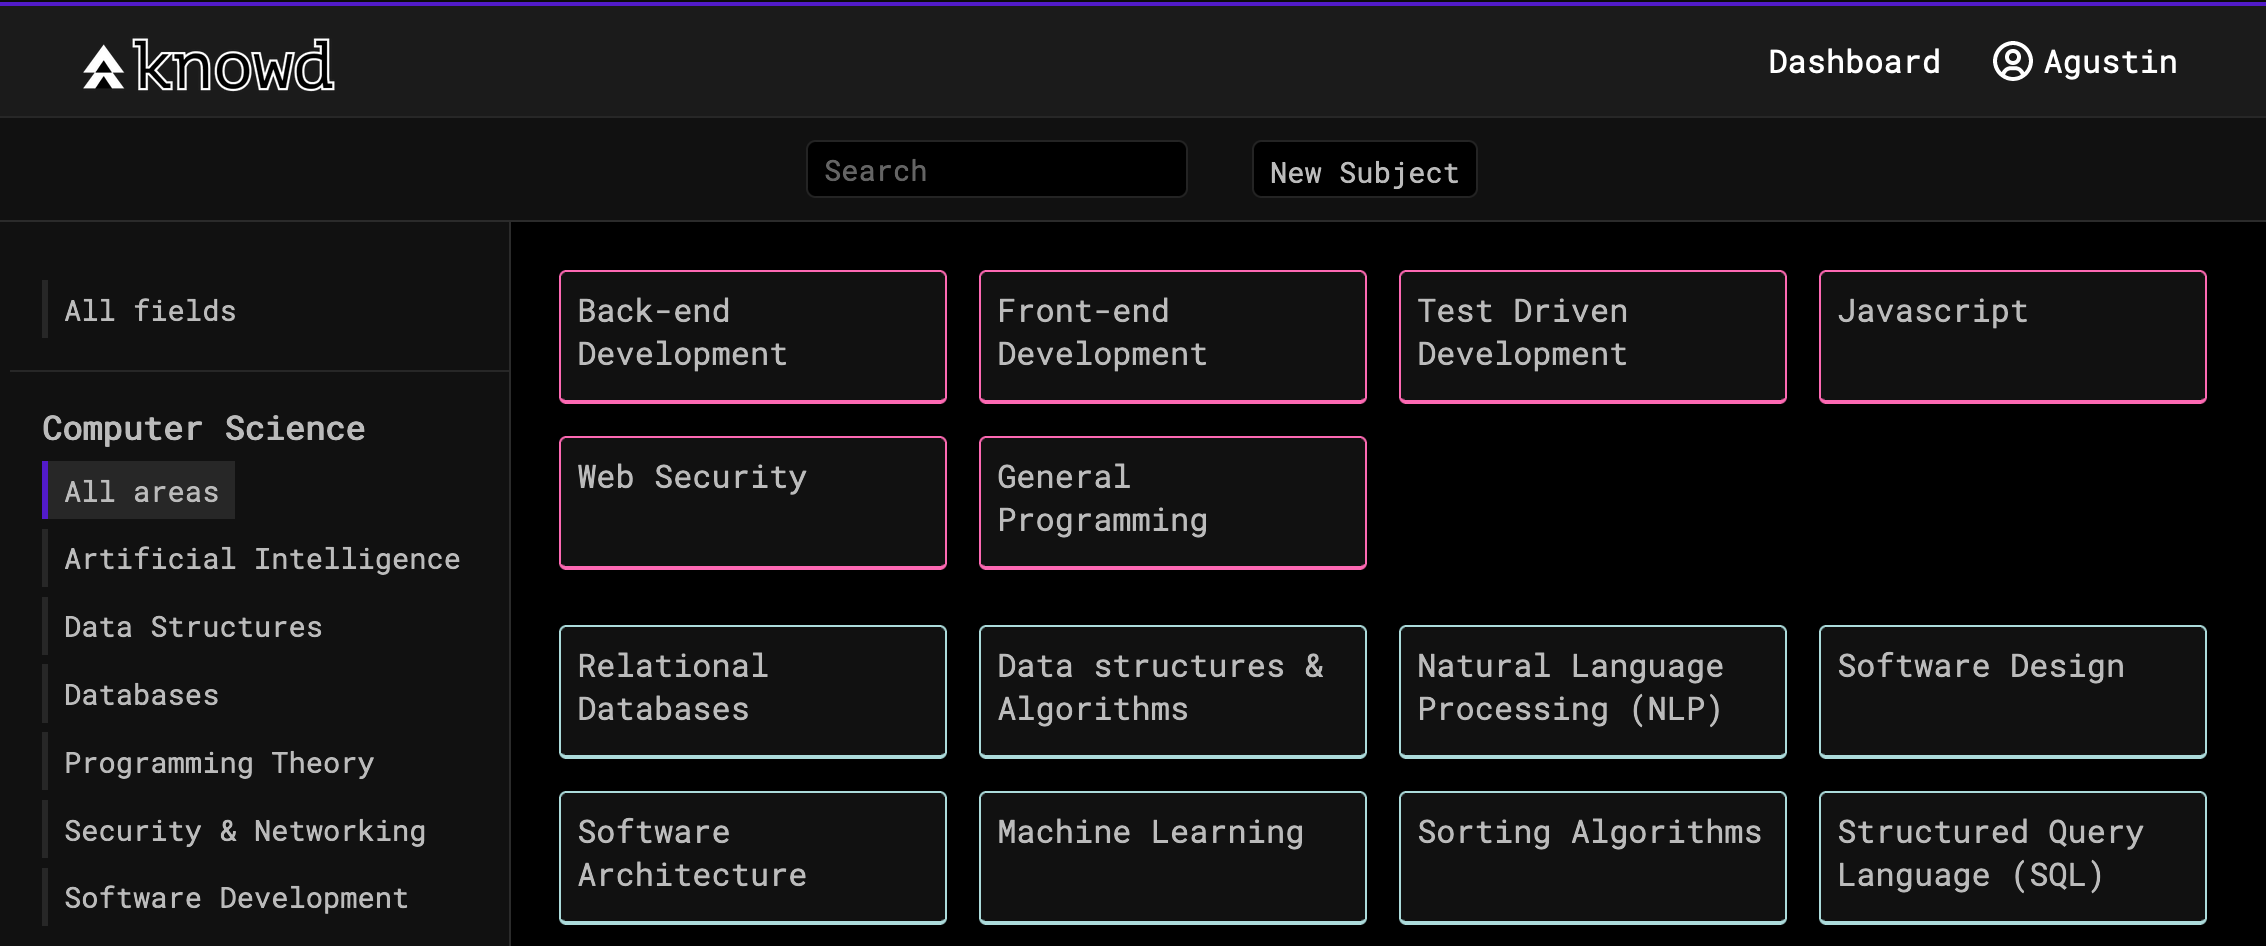 knowd
Dashboard
Agustin
Search
New Subject
All fields
Computer Science
All areas
Artificial Intelligence
Data Structures
Databases
Programming Theory
Security & Networking
Software Development
Back-end
Development
Front-end
Development
Test Driven
Development
Javascript
Web Security
General
Programming
Relational
Databases
Data structures &
Algorithms
Natural Language
Processing (NLP)
Software Design
Software
Architecture
Machine Learning
Sorting Algorithms
Structured Query
Language (SQL)